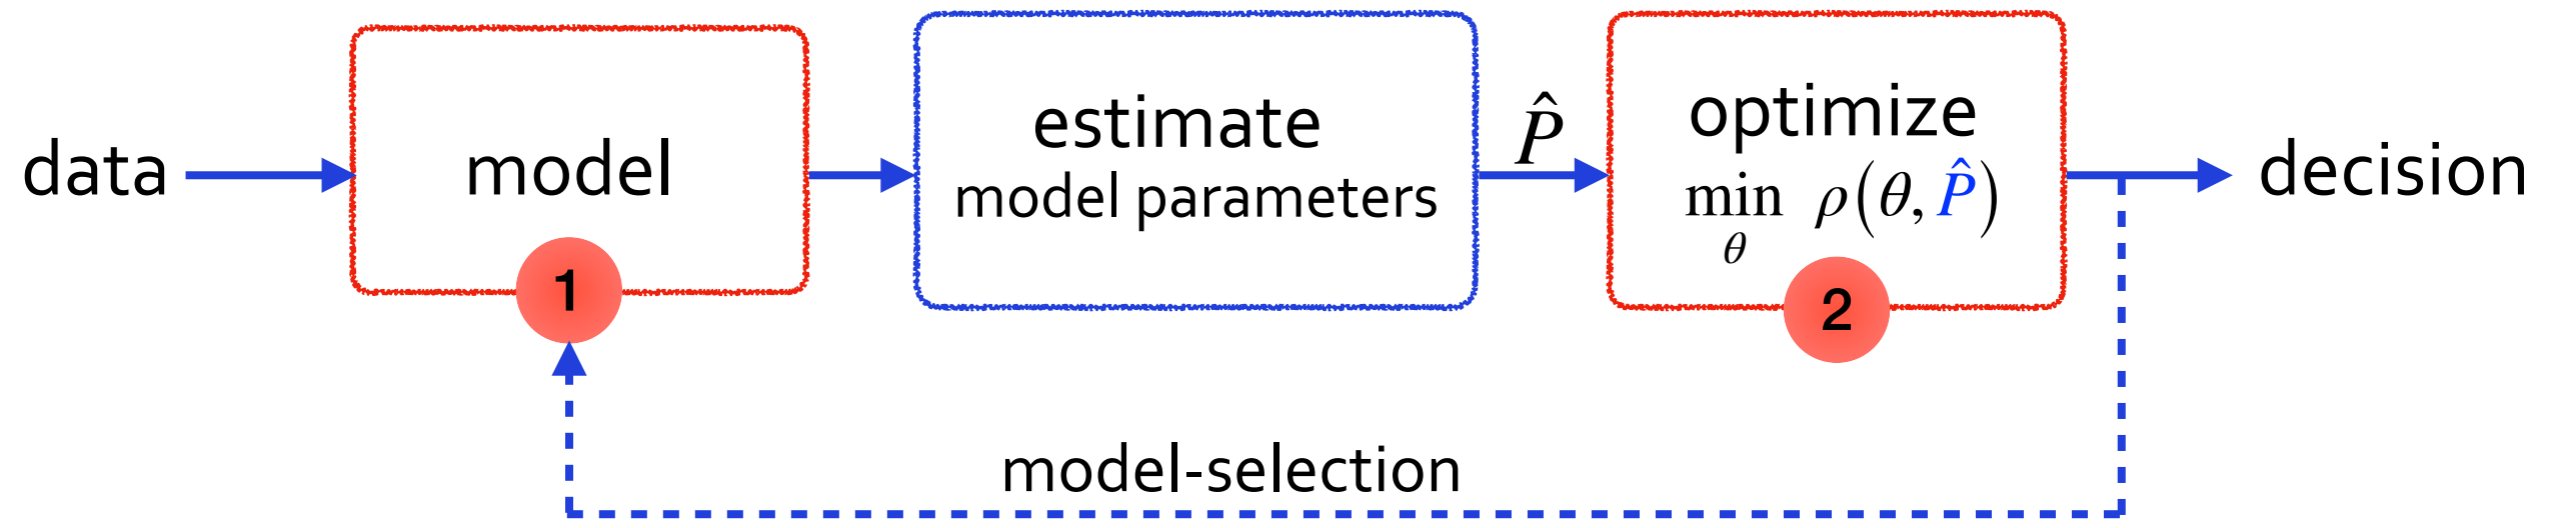 data
model
1
estimate
model parameters
P̂
optimize
min ρ(θ, P̂)
θ
2
decision
model-selection